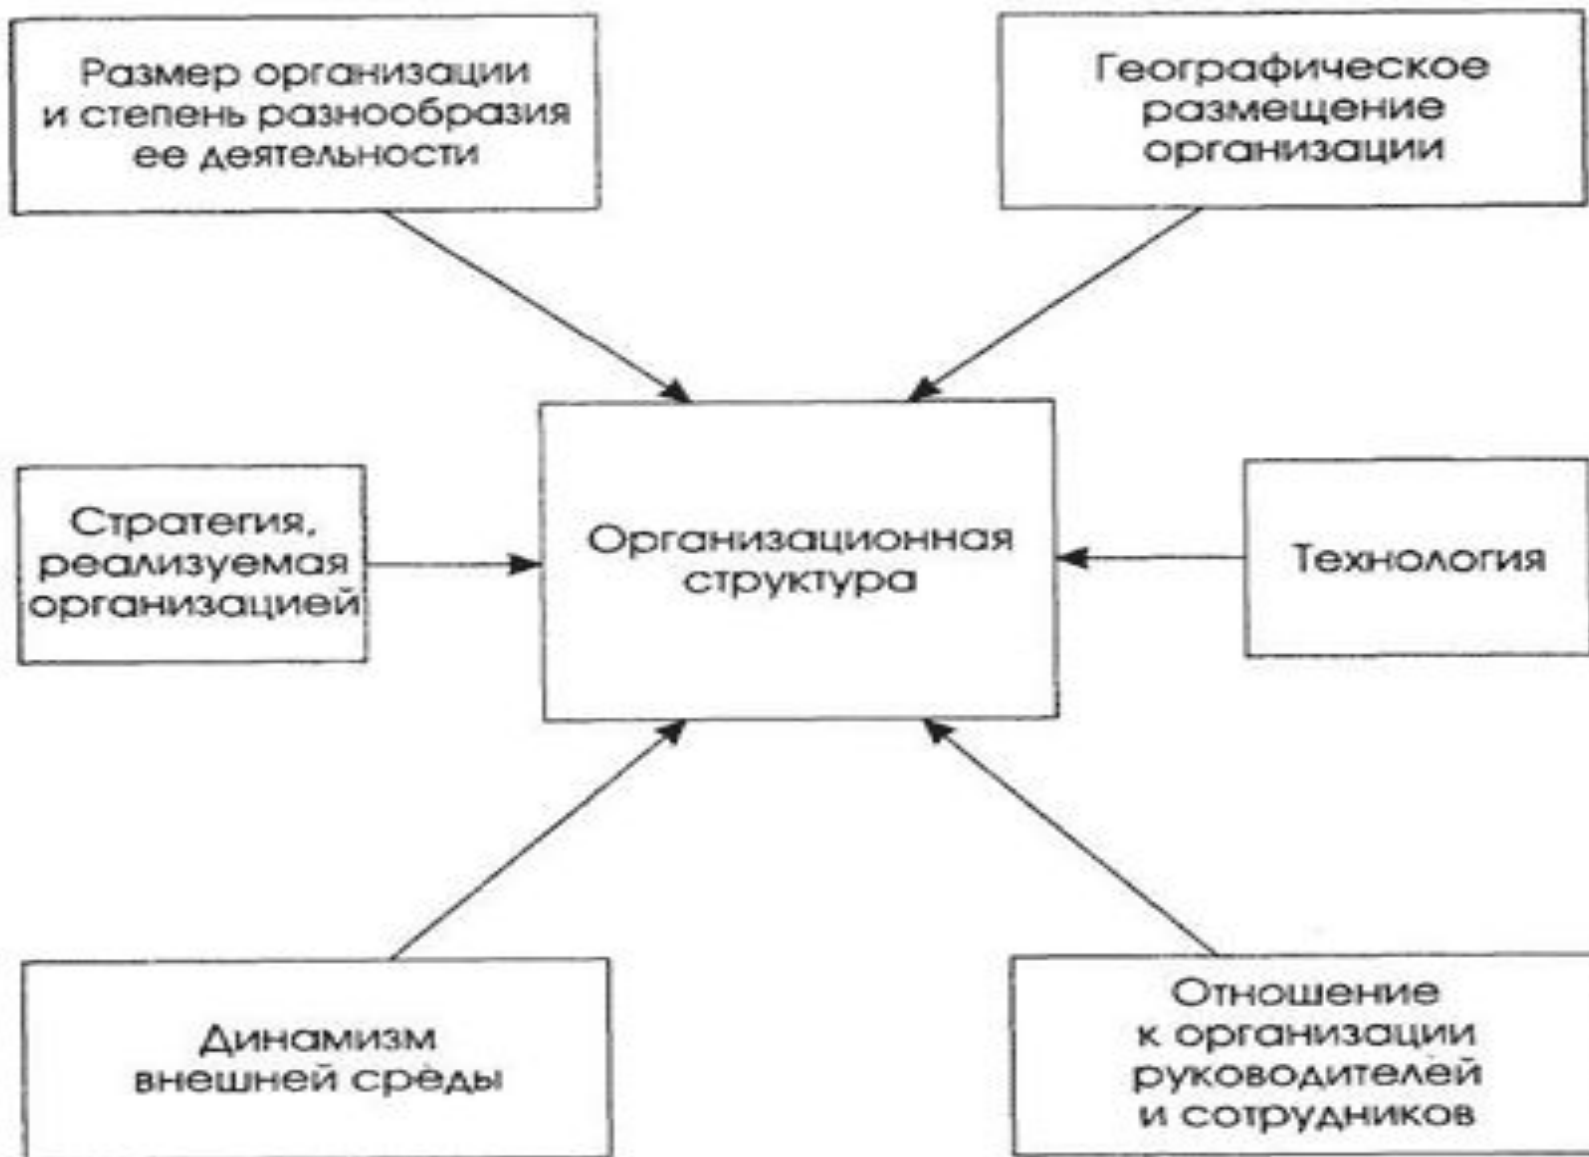 Размер организации
и степень разнообразия
ее деятельности
Географическое
размещение
организации
Стратегия,
реализуемая
организацией
Организационная
структура
Технология
Динамизм
внешней среды
Отношение
к организации
руководителей
и сотрудников